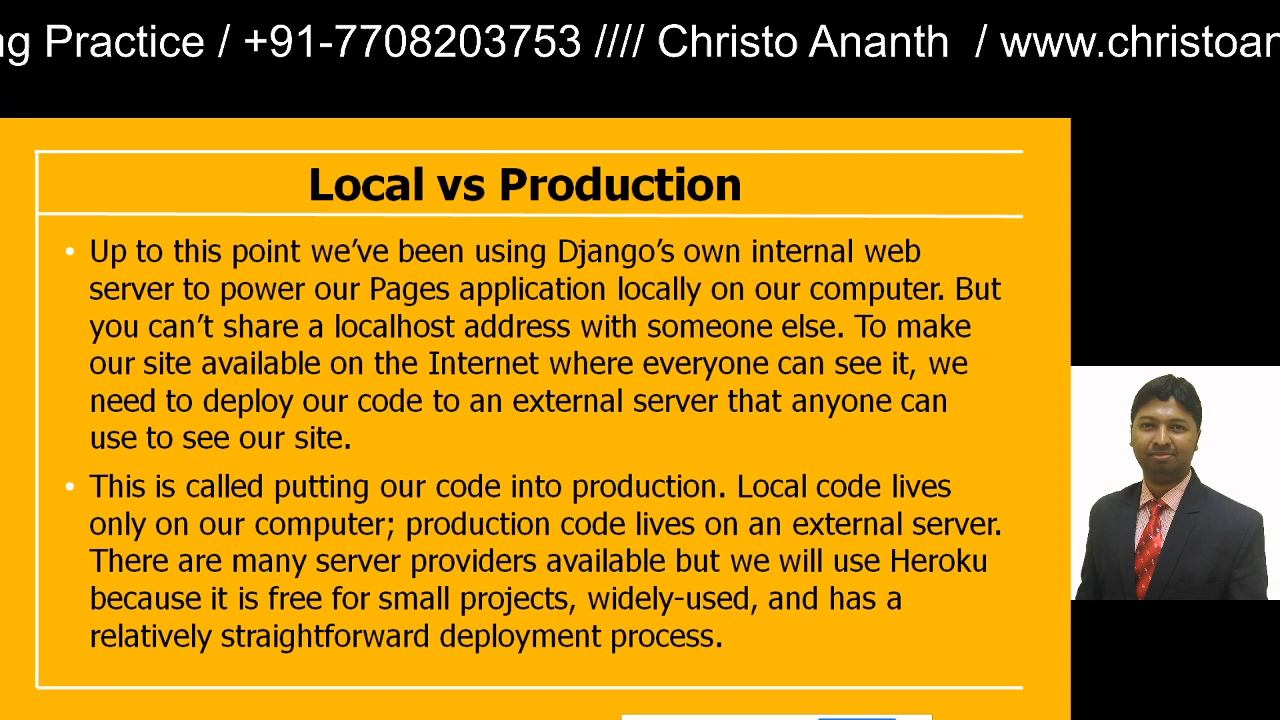 ng Practice / +91-7708203753 //// Christo Ananth / www.christoan
Local vs Production
• Up to this point we’ve been using Django’s own internal web
server to power our Pages application locally on our computer. But
you can’t share a localhost address with someone else. To make
our site available on the Internet where everyone can see it, we
need to deploy our code to an external server that anyone can
use to see our site.
• This is called putting our code into production. Local code lives
only on our computer; production code lives on an external server.
There are many server providers available but we will use Heroku
because it is free for small projects, widely-used, and has a
relatively straightforward deployment process.